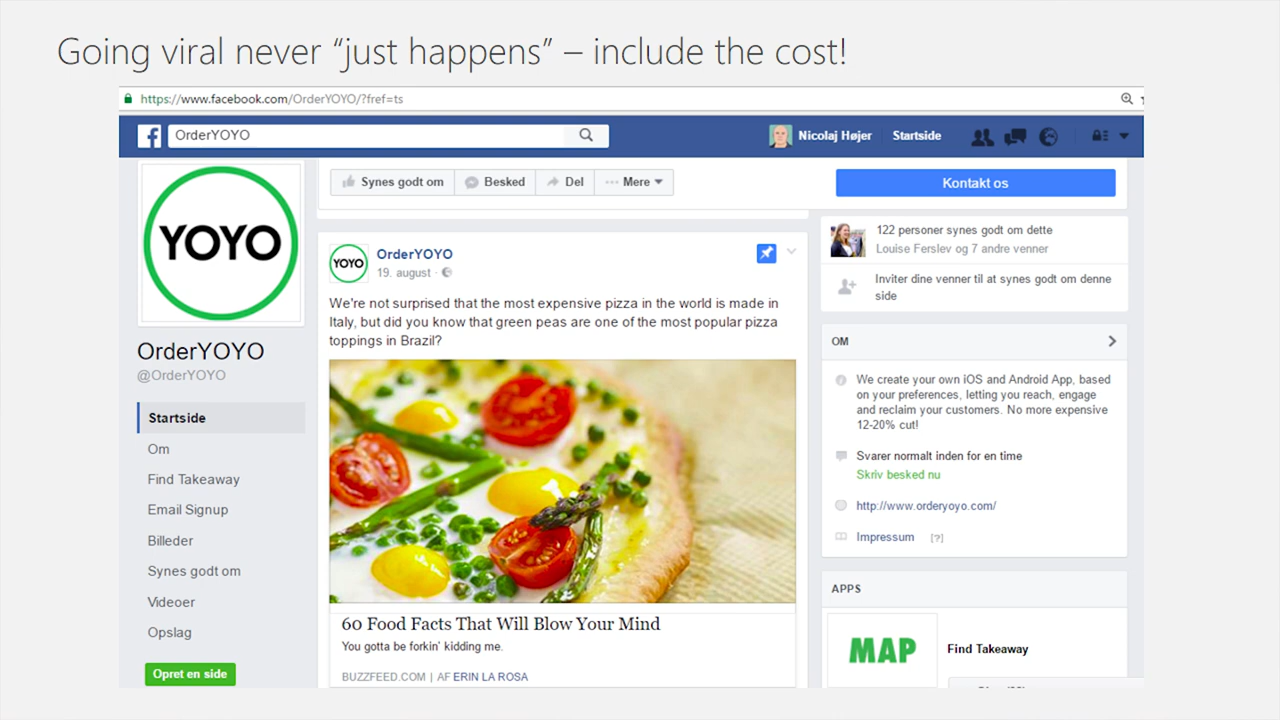 Going viral never “just happens” – include the cost!
https://www.facebook.com/OrderYOYO/?fref=ts
OrderYOYO
Nicolaj Højer
Startside
YOYO
OrderYOYO
@OrderYOYO
Startside
Om
Find Takeaway
Email Signup
Billeder
Synes godt om
Videoer
Opslag
Opret en side
Synes godt om
Besked
Del
Mere
Kontakt os
YOYO
OrderYOYO
19. august
We're not surprised that the most expensive pizza in the world is made in
Italy, but did you know that green peas are one of the most popular pizza
toppings in Brazil?
60 Food Facts That Will Blow Your Mind
You gotta be forkin' kidding me.
BUZZFEED.COM | AF ERIN LA ROSA
122 personer synes godt om dette
Louise Ferslev og 7 andre venner
Inviter dine venner til at synes godt om denne
side
OM
We create your own iOS and Android App, based
on your preferences, letting you reach, engage
and reclaim your customers. No more expensive
12-20% cut!
Svarer normalt inden for en time
Skriv besked nu
http://www.orderyoyo.com/
Impressum [?]
APPS
MAP
Find Takeaway